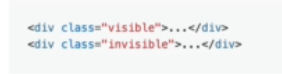 <div class="visible">...</div>
<div class="invisible">...</div>